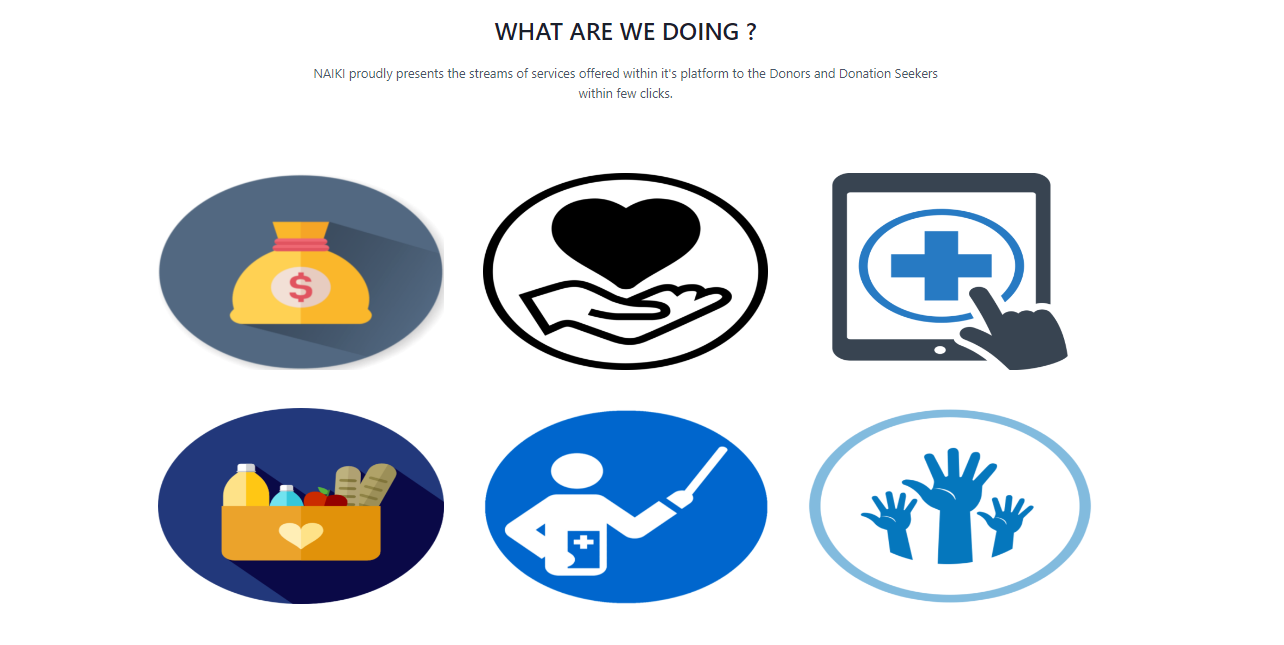 WHAT ARE WE DOING ?
NAIKI proudly presents the streams of services offered within it's platform to the Donors and Donation Seekers
within few clicks.
$